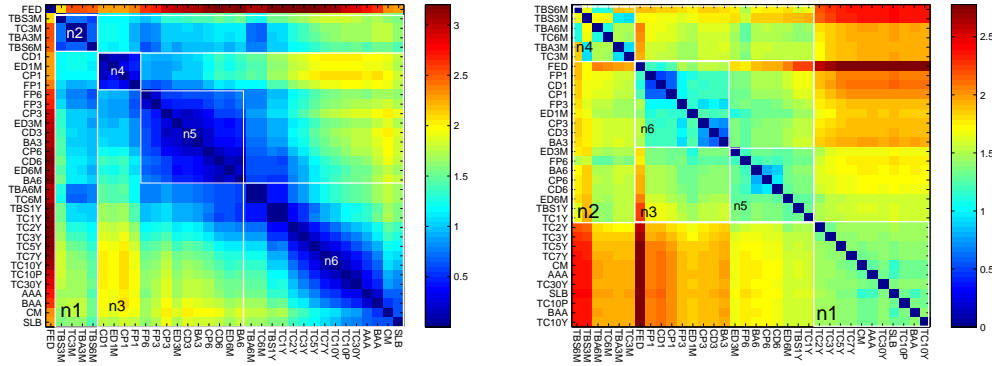 FED
TBS3M
TC3M
TBA3M
TBS6M
CD1
ED1M
CP1
FP1
FP6
FP3
CP3
ED3M
CD3
BA3
CP6
CD6
ED6M
BA6
TBA6M
TC6M
TBS1Y
TC1Y
TC2Y
TC3Y
TC5Y
TC7Y
TC10Y
TC10P
TC30Y
AAA
BAA
CM
SLB
n2
n4
n5
n6
n1
n3
FED
TBS3M
TC3M
TBA3M
TBS6M
CD1
ED1M
CP1
FP1
FP6
FP3
CP3
ED3M
CD3
BA3
CP6
CD6
ED6M
BA6
TBA6M
TC6M
TBS1Y
TC1Y
TC2Y
TC3Y
TC5Y
TC7Y
TC10Y
TC10P
TC30Y
AAA
BAA
CM
SLB
3
2.5
2
1.5
1
0.5
TBS6M
TBS3M
TBA6M
TC6M
TBA3M
TC3M
FED
FP1
CD1
CP1
FP3
ED1M
CP3
CD3
BA3
ED3M
FP6
BA6
CP6
CD6
ED6M
TBS1Y
TC1Y
TC2Y
TC3Y
TC5Y
TC7Y
CM
AAA
TC30Y
SLB
TC10P
BAA
TC10Y
n4
n6
n5
n2
n3
n1
TBS6M
TBS3M
TBA6M
TC6M
TBA3M
TC3M
FED
FP1
CD1
CP1
FP3
ED1M
CP3
CD3
BA3
ED3M
FP6
BA6
CP6
CD6
ED6M
TBS1Y
TC1Y
TC2Y
TC3Y
TC5Y
TC7Y
CM
AAA
TC30Y
SLB
TC10P
BAA
TC10Y
2.5
2
1.5
1
0.5
0